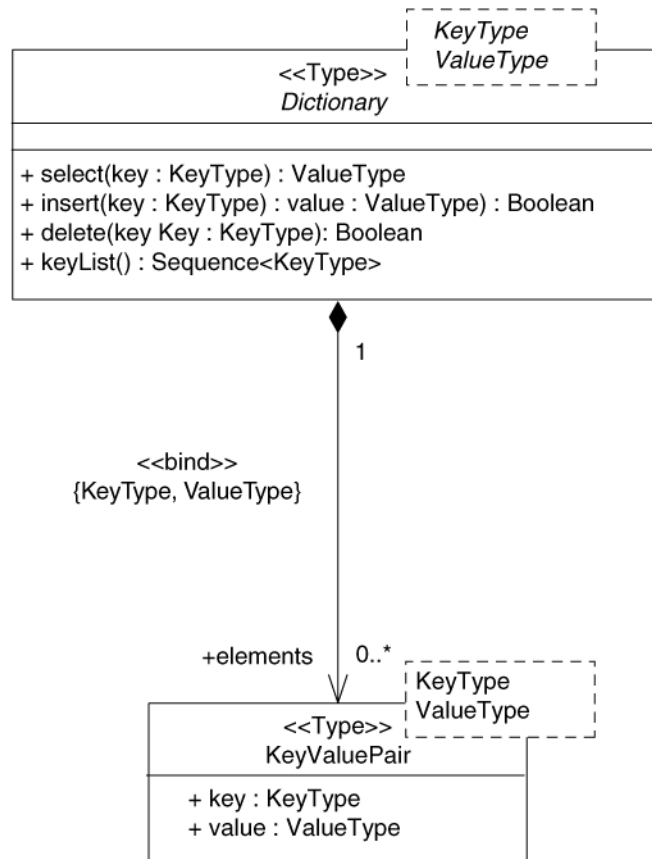 KeyType
ValueType
<<Type>>
Dictionary
+ select(key : KeyType) : ValueType
+ insert(key : KeyType) : value : ValueType) : Boolean
+ delete(key Key : KeyType): Boolean
+ keyList() : Sequence<KeyType>
1
<<bind>>
{KeyType, ValueType}
+elements 0..*
KeyType
ValueType
<<Type>>
KeyValuePair
+ key : KeyType
+ value : ValueType